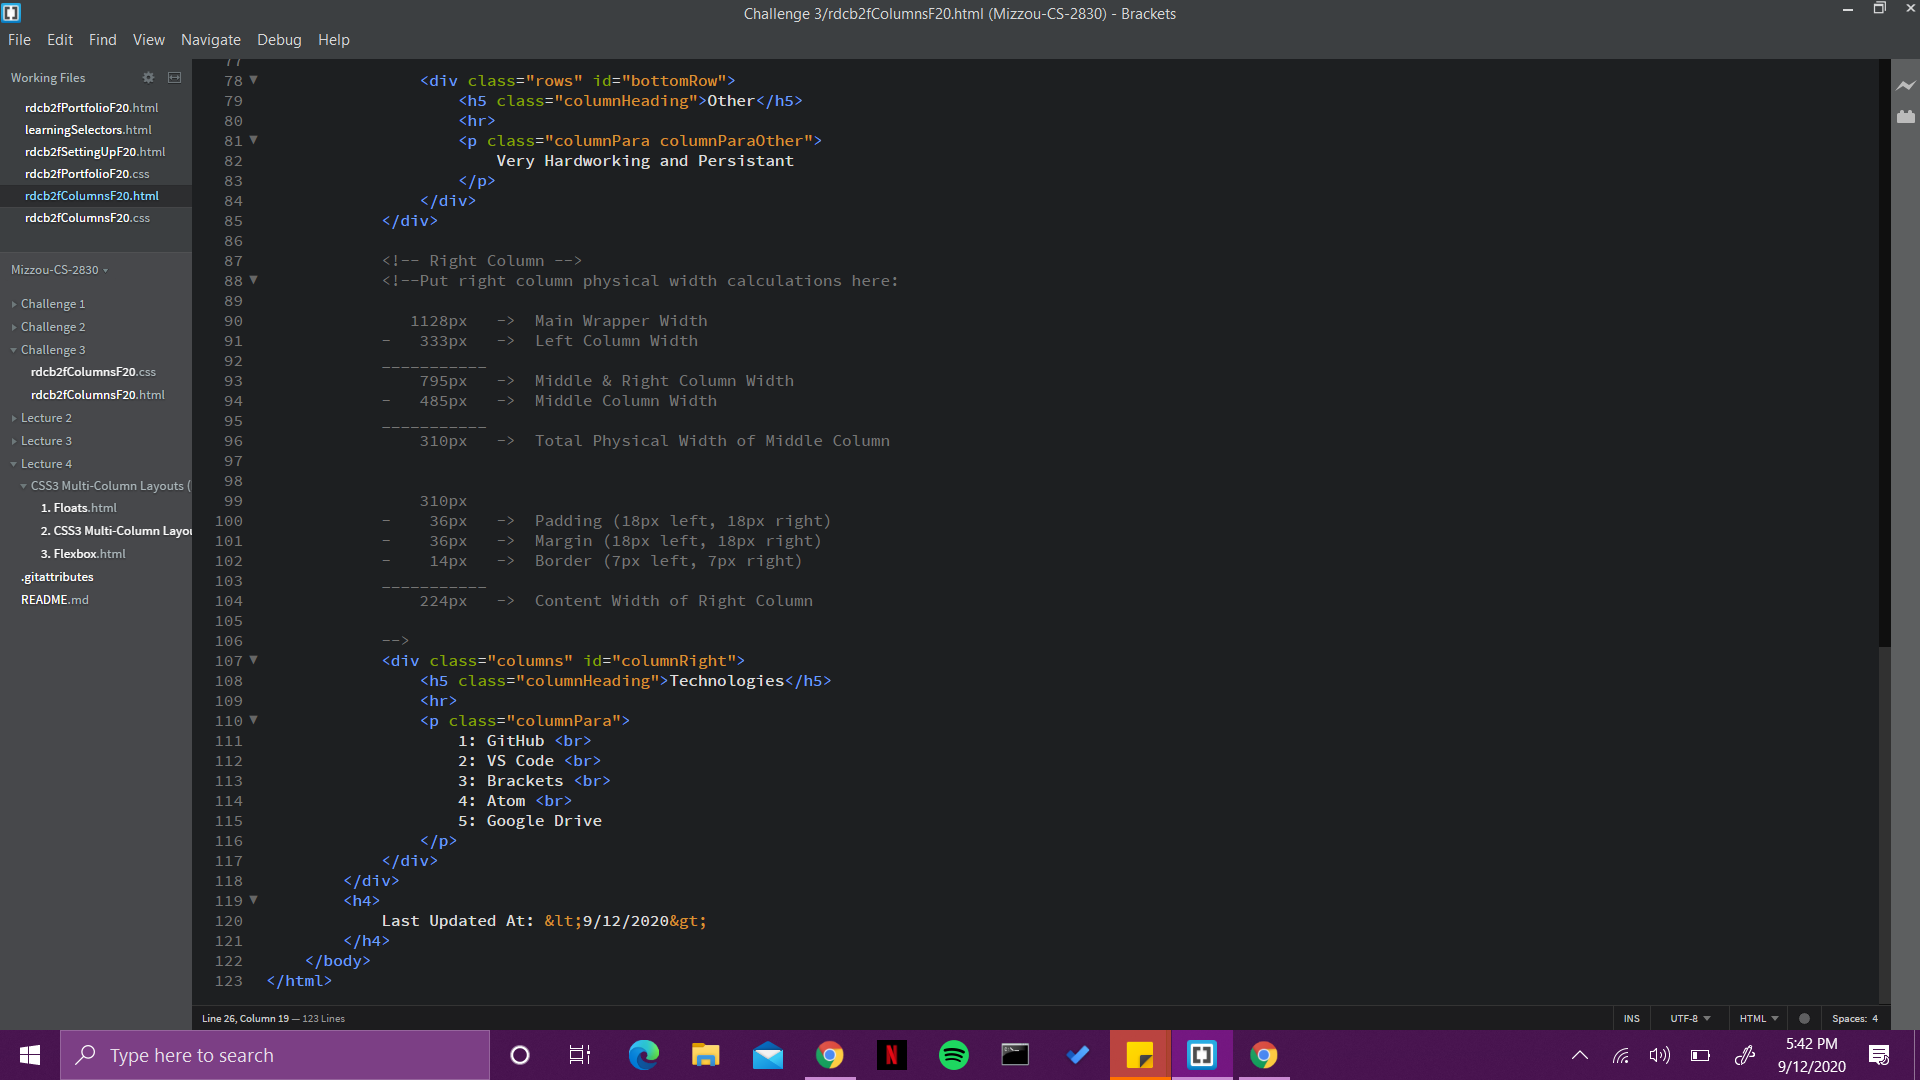 Challenge 3/rdcb2fColumnsF20.html (Mizzou-CS-2830) - Brackets
File Edit Find View Navigate Debug Help
Working Files
rdcb2fPortfolioF20.html
learningSelectors.html
rdcb2fSettingUpF20.html
rdcb2fPortfolioF20.css
rdcb2fColumnsF20.html
rdcb2fColumnsF20.css
Mizzou-CS-2830
Challenge 1
Challenge 2
Challenge 3
rdcb2fColumnsF20.css
rdcb2fColumnsF20.html
Lecture 2
Lecture 3
Lecture 4
CSS3 Multi-Column Layouts (
1. Floats.html
2. CSS3 Multi-Column Layou
3. Flexbox.html
.gitattributes
README.md
77
78 <div class="rows" id="bottomRow">
79 <h5 class="columnHeading">Other</h5>
80 <hr>
81 <p class="columnPara columnParaOther">
82 Very Hardworking and Persistant
83 </p>
84 </div>
85 </div>
86
87 <!-- Right Column -->
88 <!--Put right column physical width calculations here:
89
90 1128px -> Main Wrapper Width
91 - 333px -> Left Column Width
92 ___________
93 795px -> Middle & Right Column Width
94 - 485px -> Middle Column Width
95 ___________
96 310px -> Total Physical Width of Middle Column
97
98
99 310px
100 - 36px -> Padding (18px left, 18px right)
101 - 36px -> Margin (18px left, 18px right)
102 - 14px -> Border (7px left, 7px right)
103 ___________
104 224px -> Content Width of Right Column
105
106 -->
107 <div class="columns" id="columnRight">
108 <h5 class="columnHeading">Technologies</h5>
109 <hr>
110 <p class="columnPara">
111 1: GitHub <br>
112 2: VS Code <br>
113 3: Brackets <br>
114 4: Atom <br>
115 5: Google Drive
116 </p>
117 </div>
118 </div>
119 <h4>
120 Last Updated At: &lt;9/12/2020&gt;
121 </h4>
122 </body>
123 </html>
Line 26, Column 19 — 123 Lines
INS UTF-8 HTML Spaces: 4
Type here to search
N
5:42 PM
9/12/2020